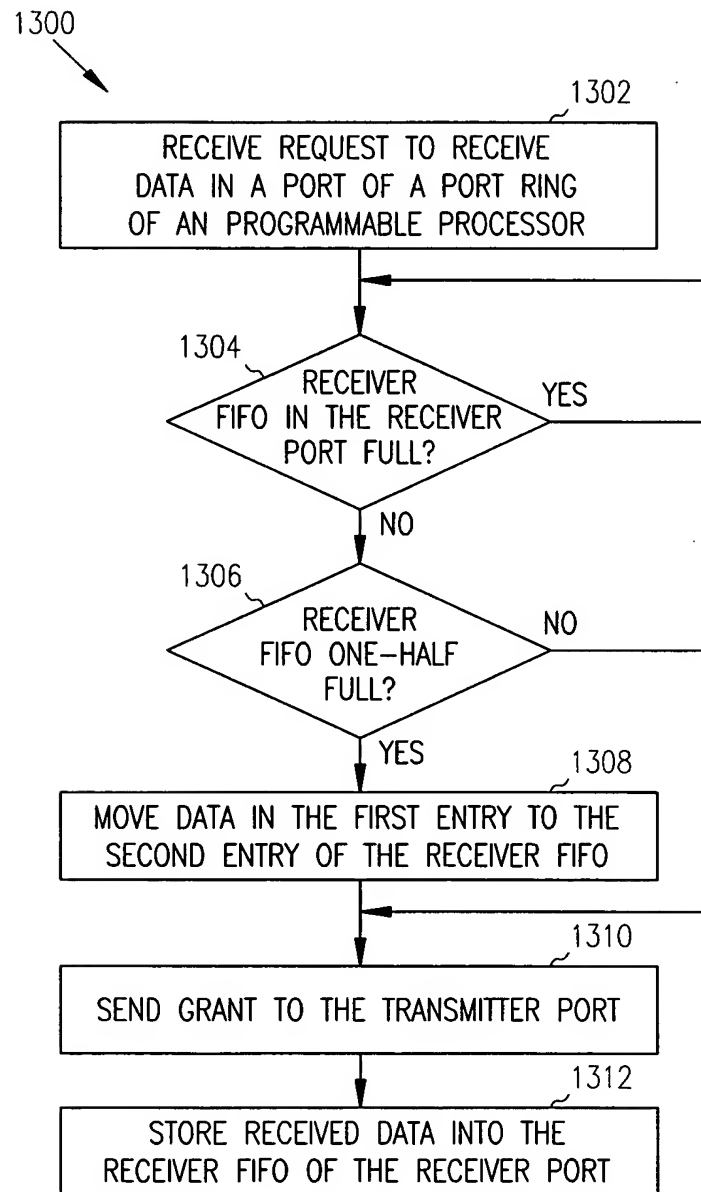 1300
1302
RECEIVE REQUEST TO RECEIVE
DATA IN A PORT OF A PORT RING
OF AN PROGRAMMABLE PROCESSOR
1304
RECEIVER
FIFO IN THE RECEIVER
PORT FULL?
YES
NO
1306
RECEIVER
FIFO ONE-HALF
FULL?
NO
YES
1308
MOVE DATA IN THE FIRST ENTRY TO THE
SECOND ENTRY OF THE RECEIVER FIFO
1310
SEND GRANT TO THE TRANSMITTER PORT
1312
STORE RECEIVED DATA INTO THE
RECEIVER FIFO OF THE RECEIVER PORT